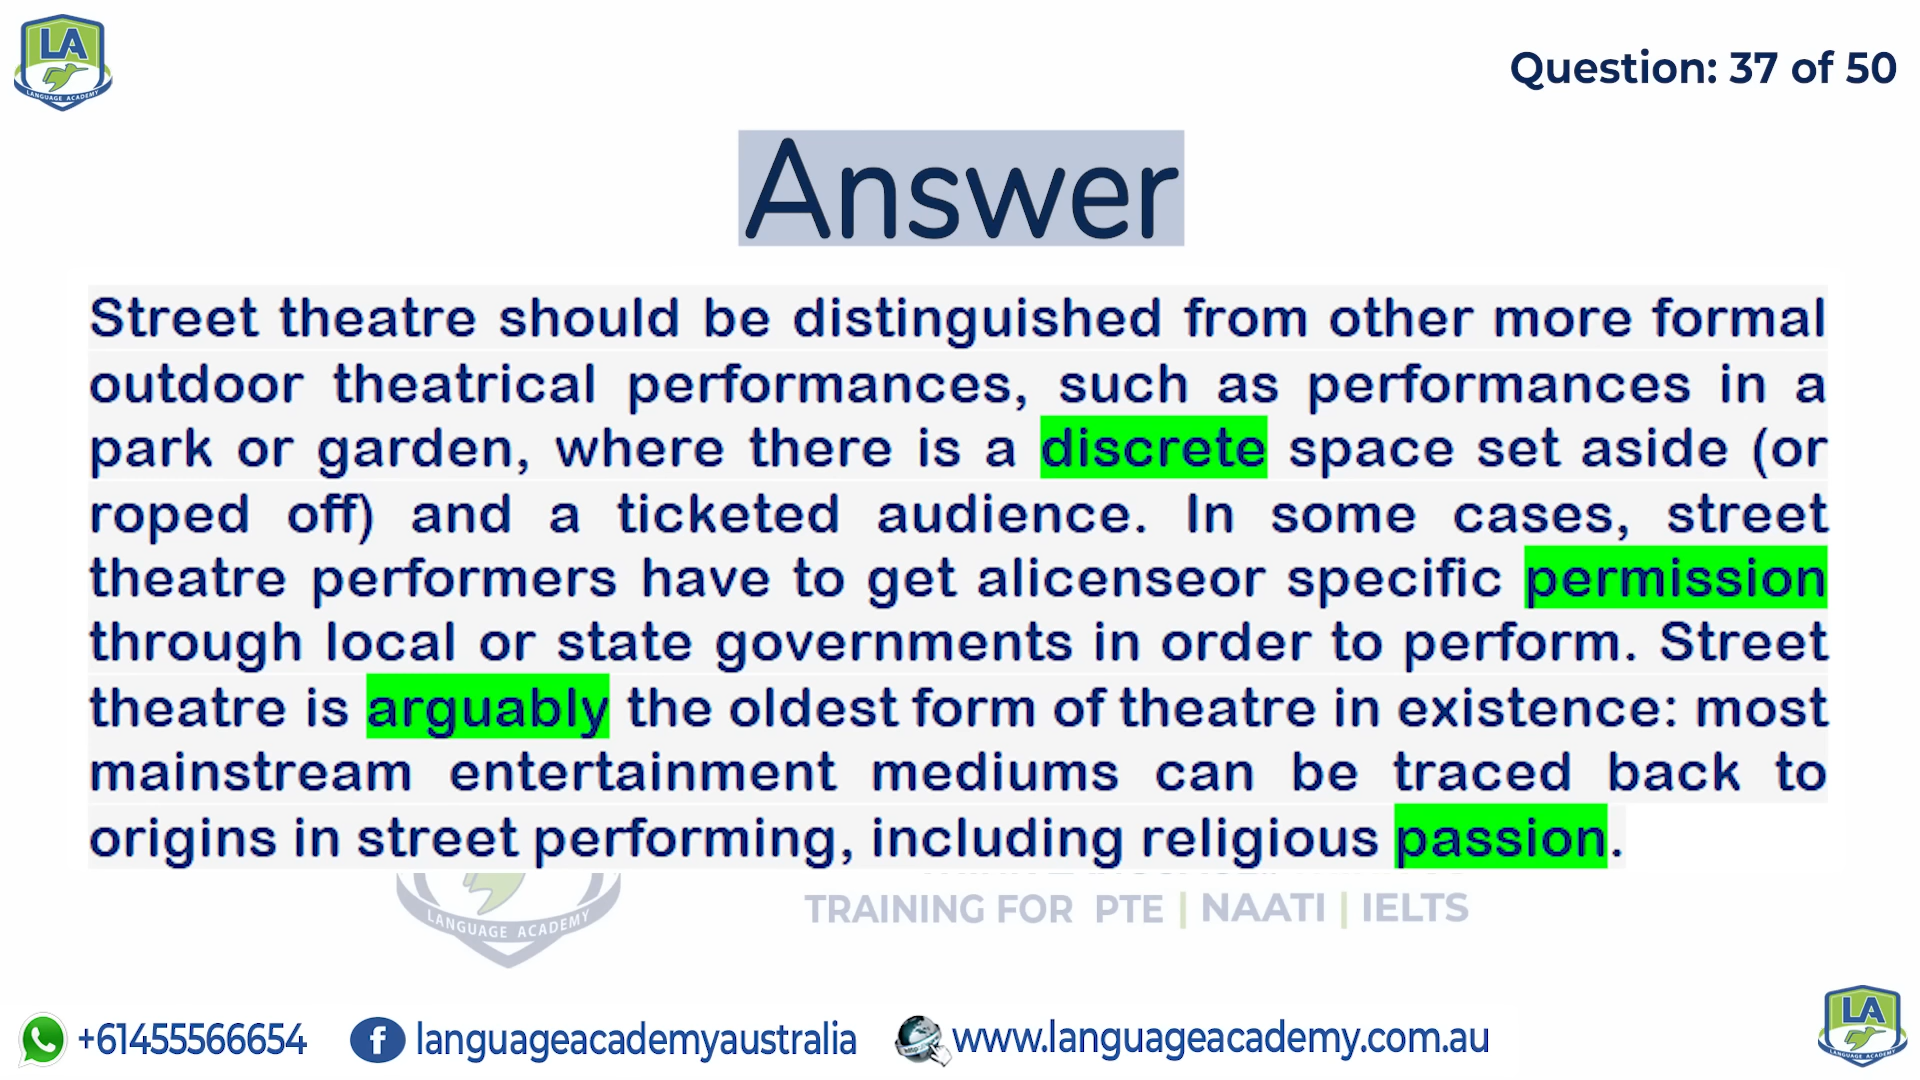 LA
LANGUAGE ACADEMY
Question: 37 of 50
Answer
Street theatre should be distinguished from other more formal
outdoor theatrical performances, such as performances in a
park or garden, where there is a discrete space set aside (or
roped off) and a ticketed audience. In some cases, street
theatre performers have to get alicenseor specific permission
through local or state governments in order to perform. Street
theatre is arguably the oldest form of theatre in existence: most
mainstream entertainment mediums can be traced back to
origins in street performing, including religious passion.
LANGUAGE ACADEMY
TRAINING FOR PTE | NAATI | IELTS
+61455566654
languageacademyaustralia
www.languageacademy.com.au
LA